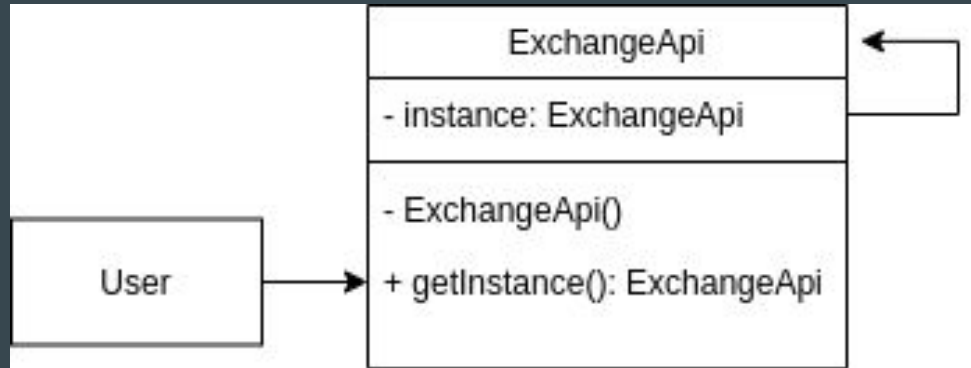 ExchangeApi
- instance: ExchangeApi
- ExchangeApi()
+ getInstance(): ExchangeApi
User